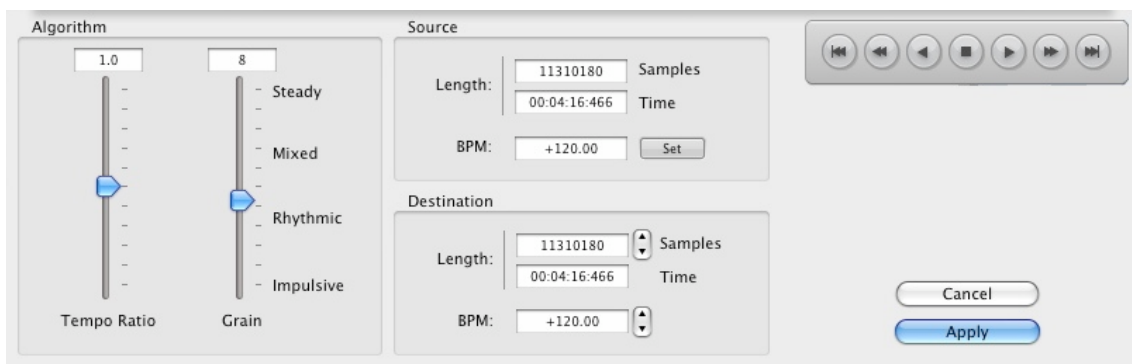 Algorithm
1.0
8
Steady
Mixed
Rhythmic
Impulsive
Tempo Ratio
Grain
Source
Length:
11310180
Samples
00:04:16:466
Time
BPM:
+120.00
Set
Destination
Length:
11310180
Samples
00:04:16:466
Time
BPM:
+120.00
Cancel
Apply